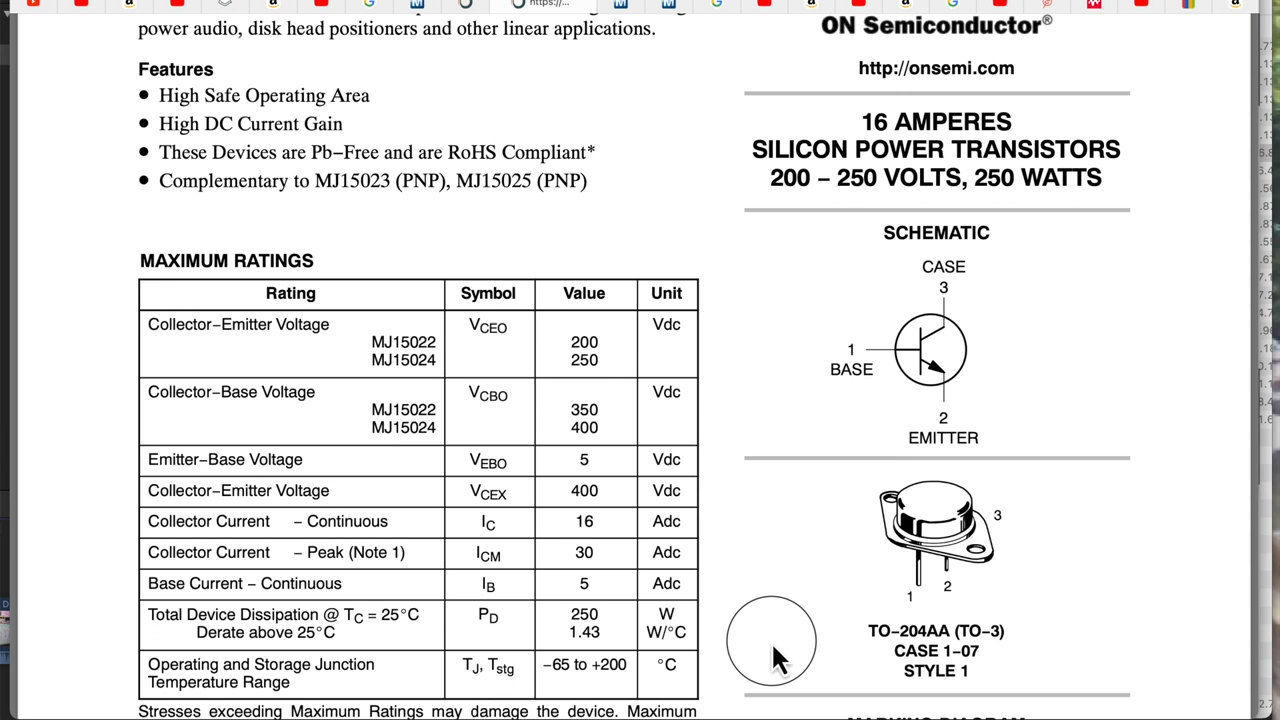 https://...
power audio, disk head positioners and other linear applications.
Features
• High Safe Operating Area
• High DC Current Gain
• These Devices are Pb−Free and are RoHS Compliant*
• Complementary to MJ15023 (PNP), MJ15025 (PNP)
MAXIMUM RATINGS
Rating Symbol Value Unit
Collector−Emitter Voltage VCEO Vdc
MJ15022 200
MJ15024 250
Collector−Base Voltage VCBO Vdc
MJ15022 350
MJ15024 400
Emitter−Base Voltage VEBO 5 Vdc
Collector−Emitter Voltage VCEX 400 Vdc
Collector Current − Continuous IC 16 Adc
Collector Current − Peak (Note 1) ICM 30 Adc
Base Current − Continuous IB 5 Adc
Total Device Dissipation @ TC = 25°C PD 250 W
Derate above 25°C 1.43 W/°C
Operating and Storage Junction TJ, Tstg −65 to +200 °C
Temperature Range
Stresses exceeding Maximum Ratings may damage the device. Maximum
ON Semiconductor®
http://onsemi.com
16 AMPERES
SILICON POWER TRANSISTORS
200 − 250 VOLTS, 250 WATTS
SCHEMATIC
CASE
3
1
BASE
2
EMITTER
3
2
1
TO−204AA (TO−3)
CASE 1−07
STYLE 1